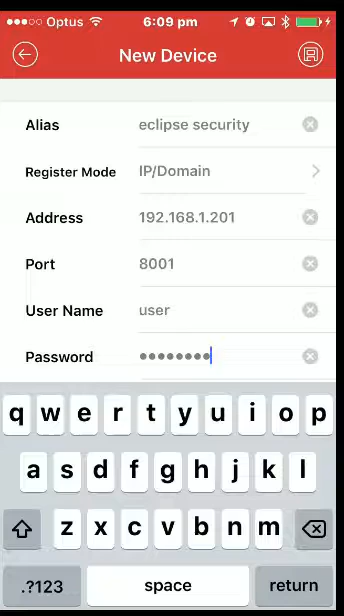 Optus 6:09 pm
New Device
Alias eclipse security
Register Mode IP/Domain
Address 192.168.1.201
Port 8001
User Name user
Password ••••••••
q w e r t y u i o p
a s d f g h j k l
z x c v b n m
.?123 space return